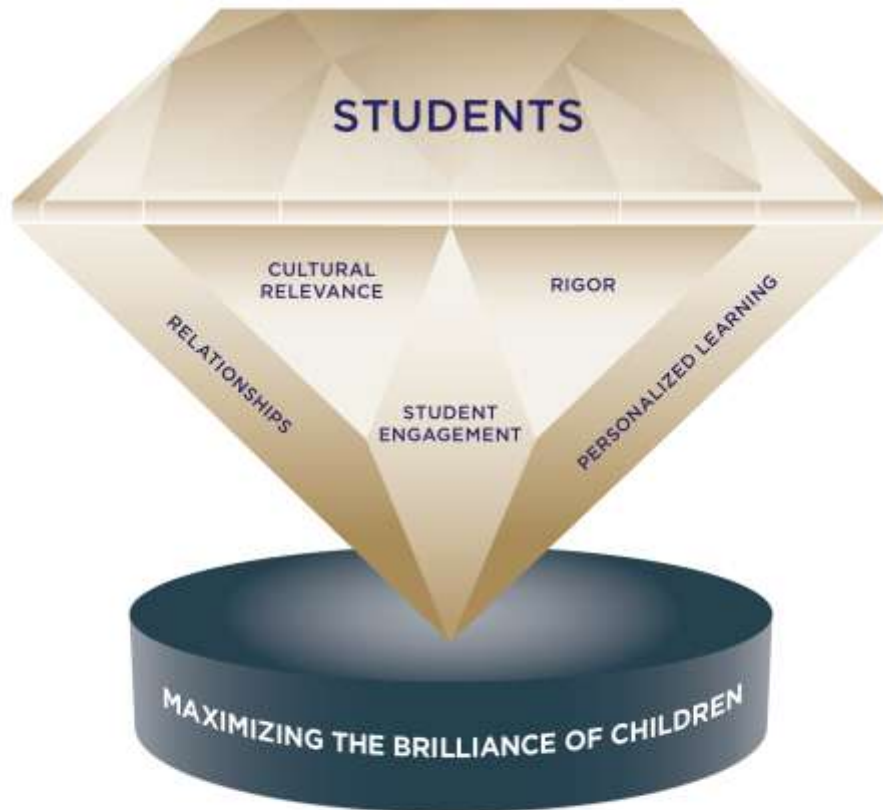 STUDENTS
CULTURAL
RELEVANCE
RIGOR
RELATIONSHIPS
STUDENT
ENGAGEMENT
PERSONALIZED LEARNING
MAXIMIZING THE BRILLIANCE OF CHILDREN